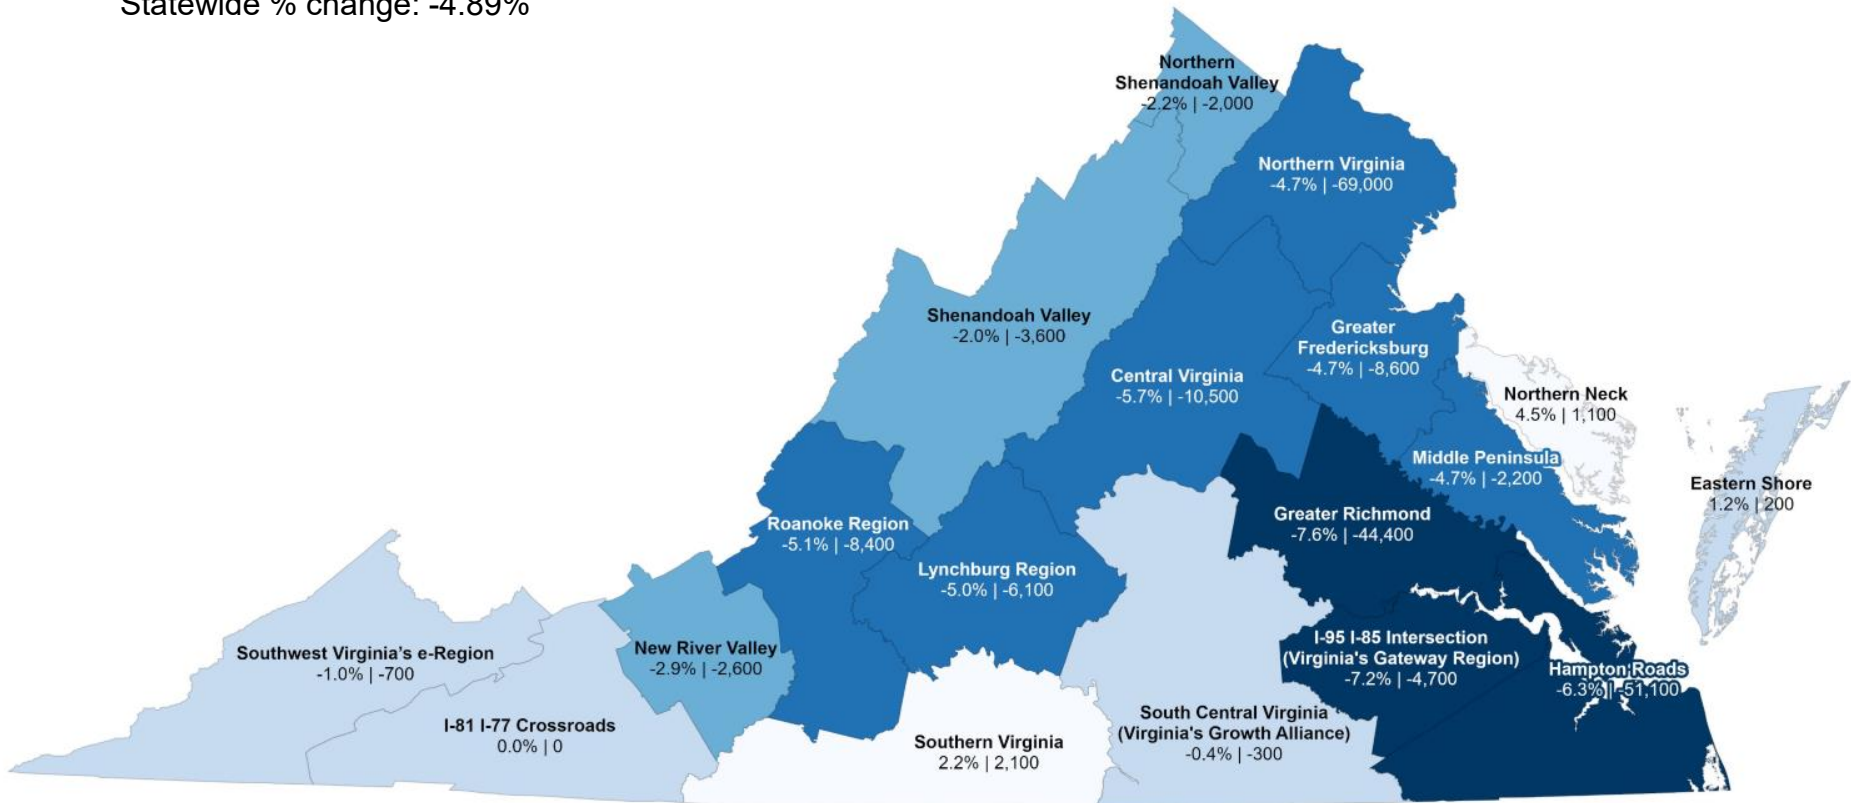 Statewide % change: -4.89%
Northern
Shenandoah Valley
-2.2% | -2,000
Northern Virginia
-4.7% | -69,000
Shenandoah Valley
-2.0% | -3,600
Greater
Fredericksburg
-4.7% | -8,600
Central Virginia
-5.7% | -10,500
Northern Neck
4.5% | 1,100
Middle Peninsula
-4.7% | -2,200
Eastern Shore
1.2% | 200
Roanoke Region
-5.1% | -8,400
Greater Richmond
-7.6% | -44,400
Lynchburg Region
-5.0% | -6,100
Southwest Virginia’s e-Region
-1.0% | -700
New River Valley
-2.9% | -2,600
I-95 I-85 Intersection
(Virginia's Gateway Region)
-7.2% | -4,700
Hampton Roads
-6.3% | -51,100
I-81 I-77 Crossroads
0.0% | 0
Southern Virginia
2.2% | 2,100
South Central Virginia
(Virginia's Growth Alliance)
-0.4% | -300